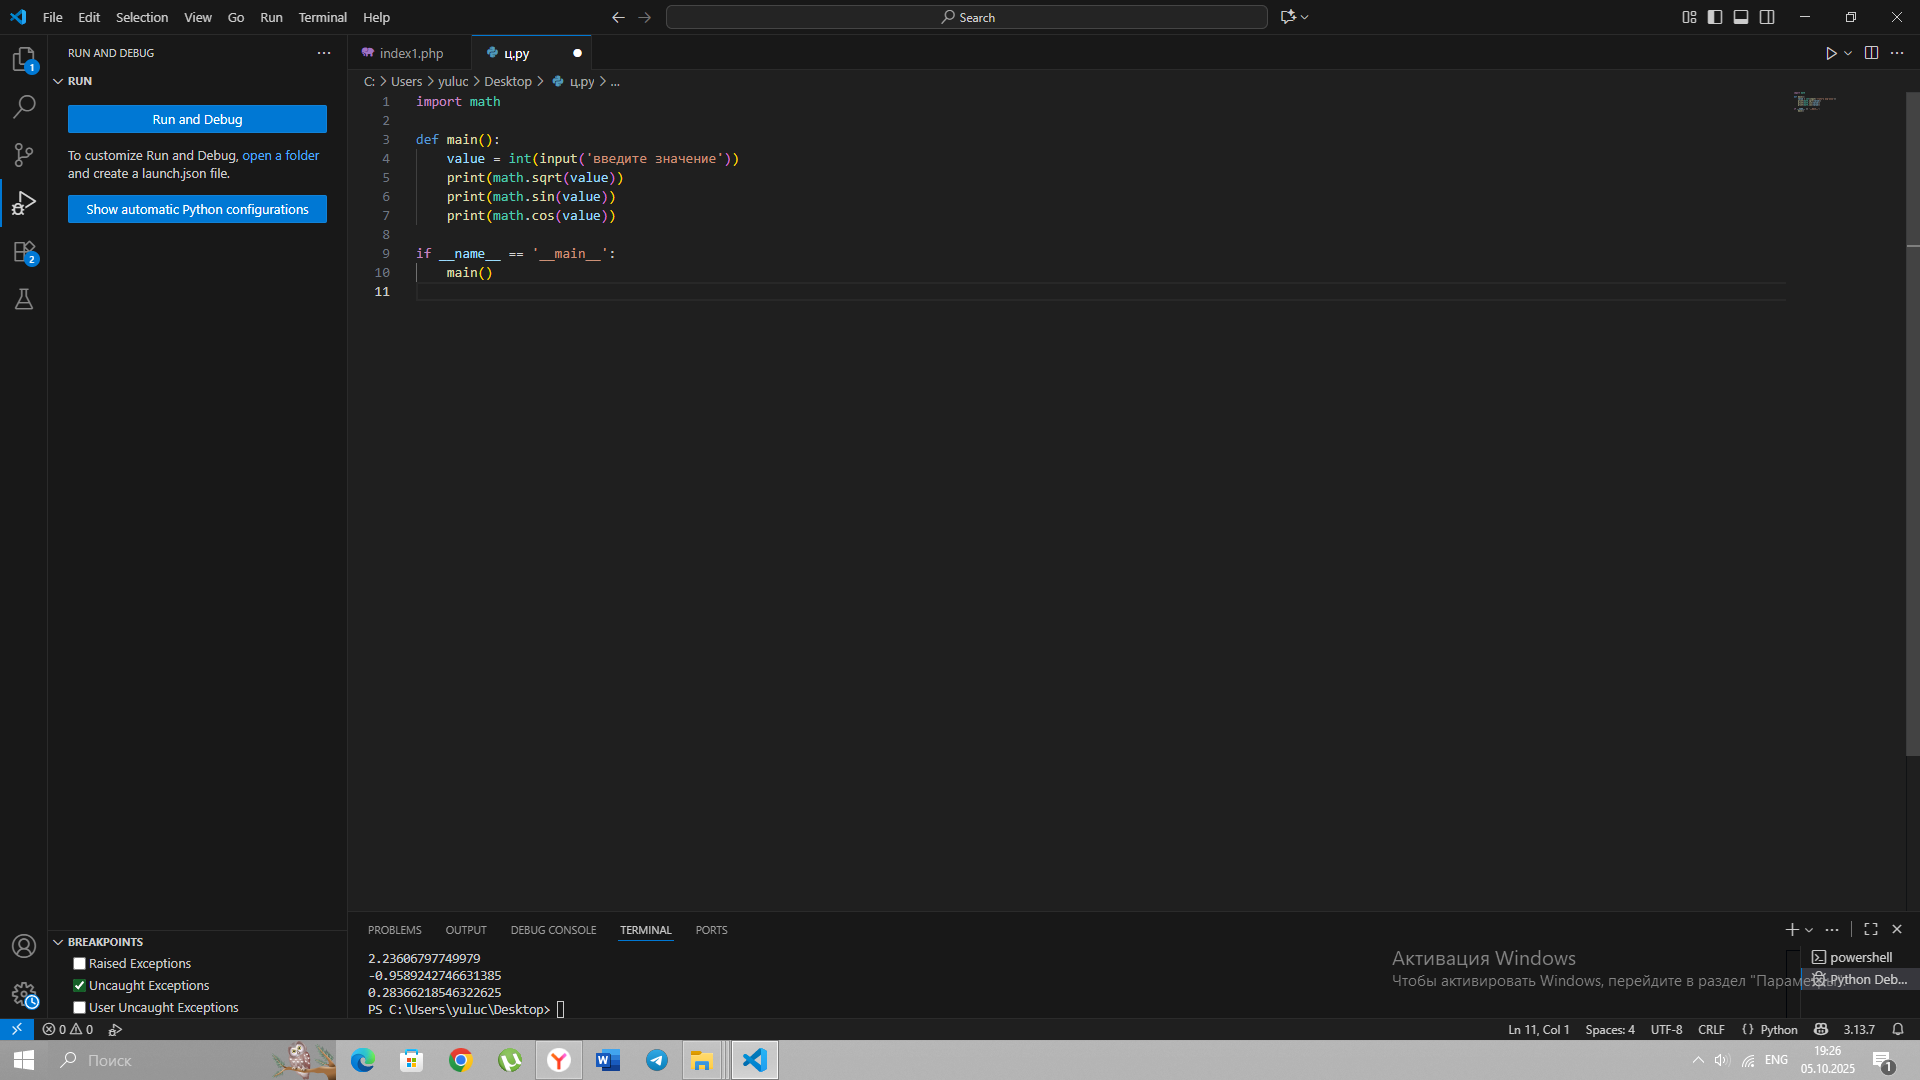 File Edit Selection View Go Run Terminal Help
Search
RUN AND DEBUG
RUN
Run and Debug
To customize Run and Debug, open a folder
and create a launch.json file.
Show automatic Python configurations
index1.php
ц.py
C: > Users > yuluc > Desktop > ц.py > ...
1 import math
2
3 def main():
4 value = int(input('введите значение'))
5 print(math.sqrt(value))
6 print(math.sin(value))
7 print(math.cos(value))
8
9 if __name__ == '__main__':
10 main()
11
BREAKPOINTS
Raised Exceptions
Uncaught Exceptions
User Uncaught Exceptions
PROBLEMS OUTPUT DEBUG CONSOLE TERMINAL PORTS
2.23606797749979
-0.9589242746631385
0.28366218546322625
PS C:\Users\yuluc\Desktop>
Активация Windows
Чтобы активировать Windows, перейдите в раздел "Параметры".
powershell
Python Deb...
1
2
0 0
Ln 11, Col 1 Spaces: 4 UTF-8 CRLF {} Python 3.13.7
Поиск
ENG
19:26
05.10.2025
1